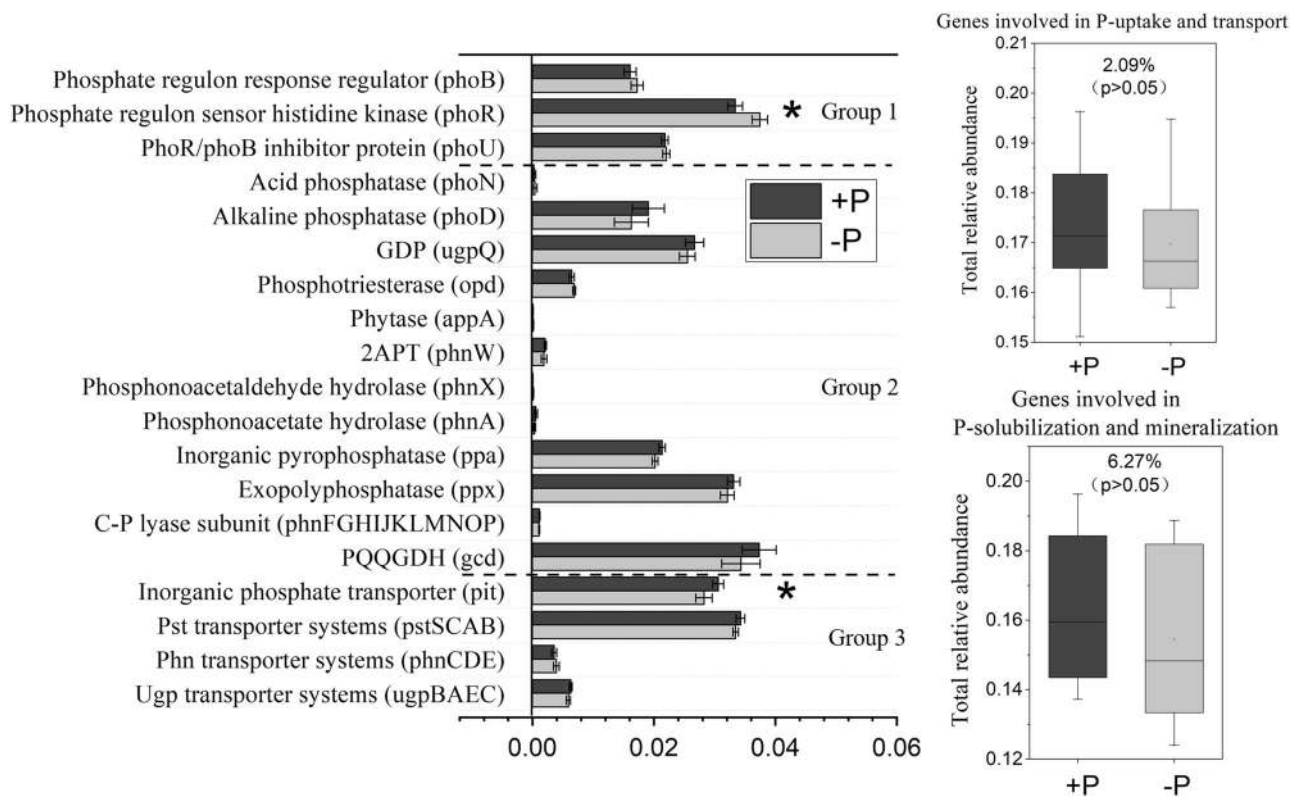 Phosphate regulon response regulator (phoB)
Phosphate regulon sensor histidine kinase (phoR)
PhoR/phoB inhibitor protein (phoU)
Acid phosphatase (phoN)
Alkaline phosphatase (phoD)
GDP (ugpQ)
Phosphotriesterase (opd)
Phytase (appA)
2APT (phnW)
Phosphonoacetaldehyde hydrolase (phnX)
Phosphonoacetate hydrolase (phnA)
Inorganic pyrophosphatase (ppa)
Exopolyphosphatase (ppx)
C-P lyase subunit (phnFGHIJKLMNOP)
PQQGDH (gcd)
Inorganic phosphate transporter (pit)
Pst transporter systems (pstSCAB)
Phn transporter systems (phnCDE)
Ugp transporter systems (ugpBAEC)
*
Group 1
+P
-P
Group 2
*
Group 3
0.00 0.02 0.04 0.06
Genes involved in P-uptake and transport
2.09%
(p>0.05)
Total relative abundance
0.21
0.20
0.19
0.18
0.17
0.16
0.15
+P -P
Genes involved in
P-solubilization and mineralization
6.27%
(p>0.05)
Total relative abundance
0.20
0.18
0.16
0.14
0.12
+P -P